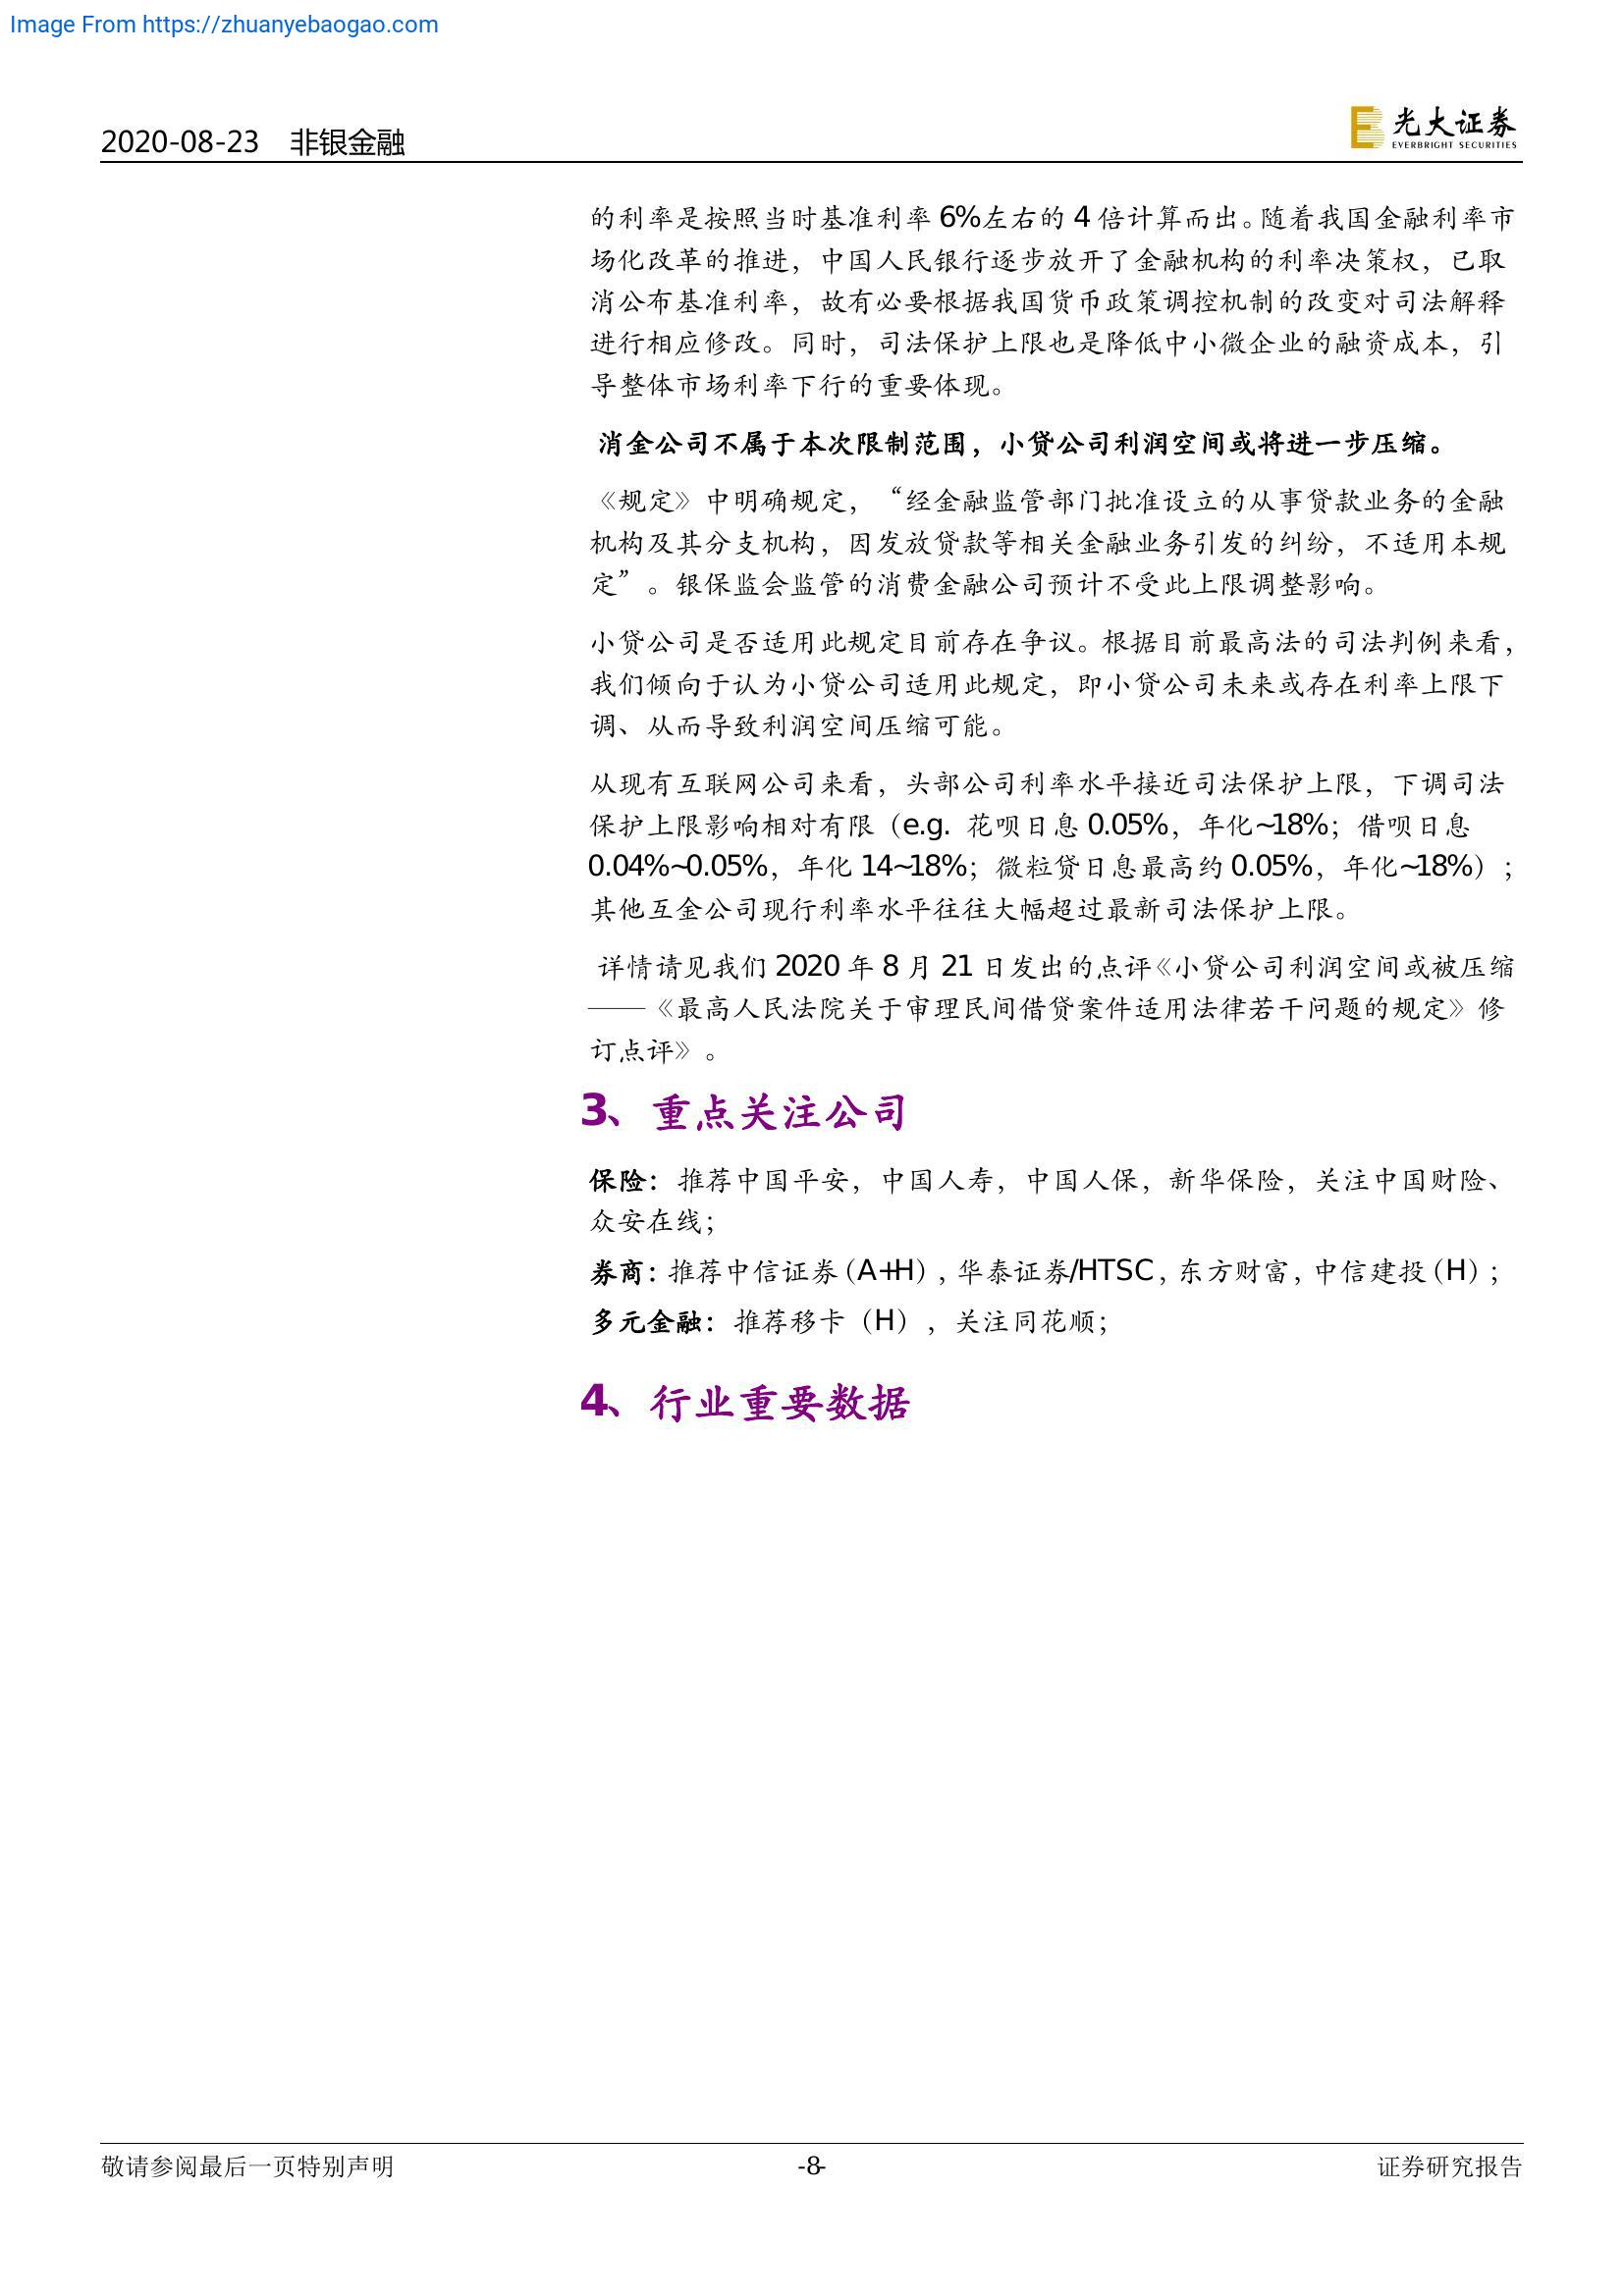 Image From https://zhuanyebaogao.com
2020-08-23 非银金融
光大证券
EVERBRIGHT SECURITIES
的利率是按照当时基准利率 6%左右的 4 倍计算而出。随着我国金融利率市
场化改革的推进，中国人民银行逐步放开了金融机构的利率决策权，已取
消公布基准利率，故有必要根据我国货币政策调控机制的改变对司法解释
进行相应修改。同时，司法保护上限也是降低中小微企业的融资成本，引
导整体市场利率下行的重要体现。
消金公司不属于本次限制范围，小贷公司利润空间或将进一步压缩。
《规定》中明确规定，“经金融监管部门批准设立的从事贷款业务的金融
机构及其分支机构，因发放贷款等相关金融业务引发的纠纷，不适用本规
定”。银保监会监管的消费金融公司预计不受此上限调整影响。
小贷公司是否适用此规定目前存在争议。根据目前最高法的司法判例来看，
我们倾向于认为小贷公司适用此规定，即小贷公司未来或存在利率上限下
调、从而导致利润空间压缩可能。
从现有互联网公司来看，头部公司利率水平接近司法保护上限，下调司法
保护上限影响相对有限（e.g. 花呗日息 0.05%，年化~18%；借呗日息
0.04%~0.05%，年化 14~18%；微粒贷日息最高约 0.05%，年化~18%）；
其他互金公司现行利率水平往往大幅超过最新司法保护上限。
详情请见我们 2020 年 8 月 21 日发出的点评《小贷公司利润空间或被压缩
——《最高人民法院关于审理民间借贷案件适用法律若干问题的规定》修
订点评》。
3、重点关注公司
保险：推荐中国平安，中国人寿，中国人保，新华保险，关注中国财险、
众安在线；
券商：推荐中信证券（A+H），华泰证券/HTSC，东方财富，中信建投（H）；
多元金融：推荐移卡（H），关注同花顺；
4、行业重要数据
敬请参阅最后一页特别声明
-8-
证券研究报告